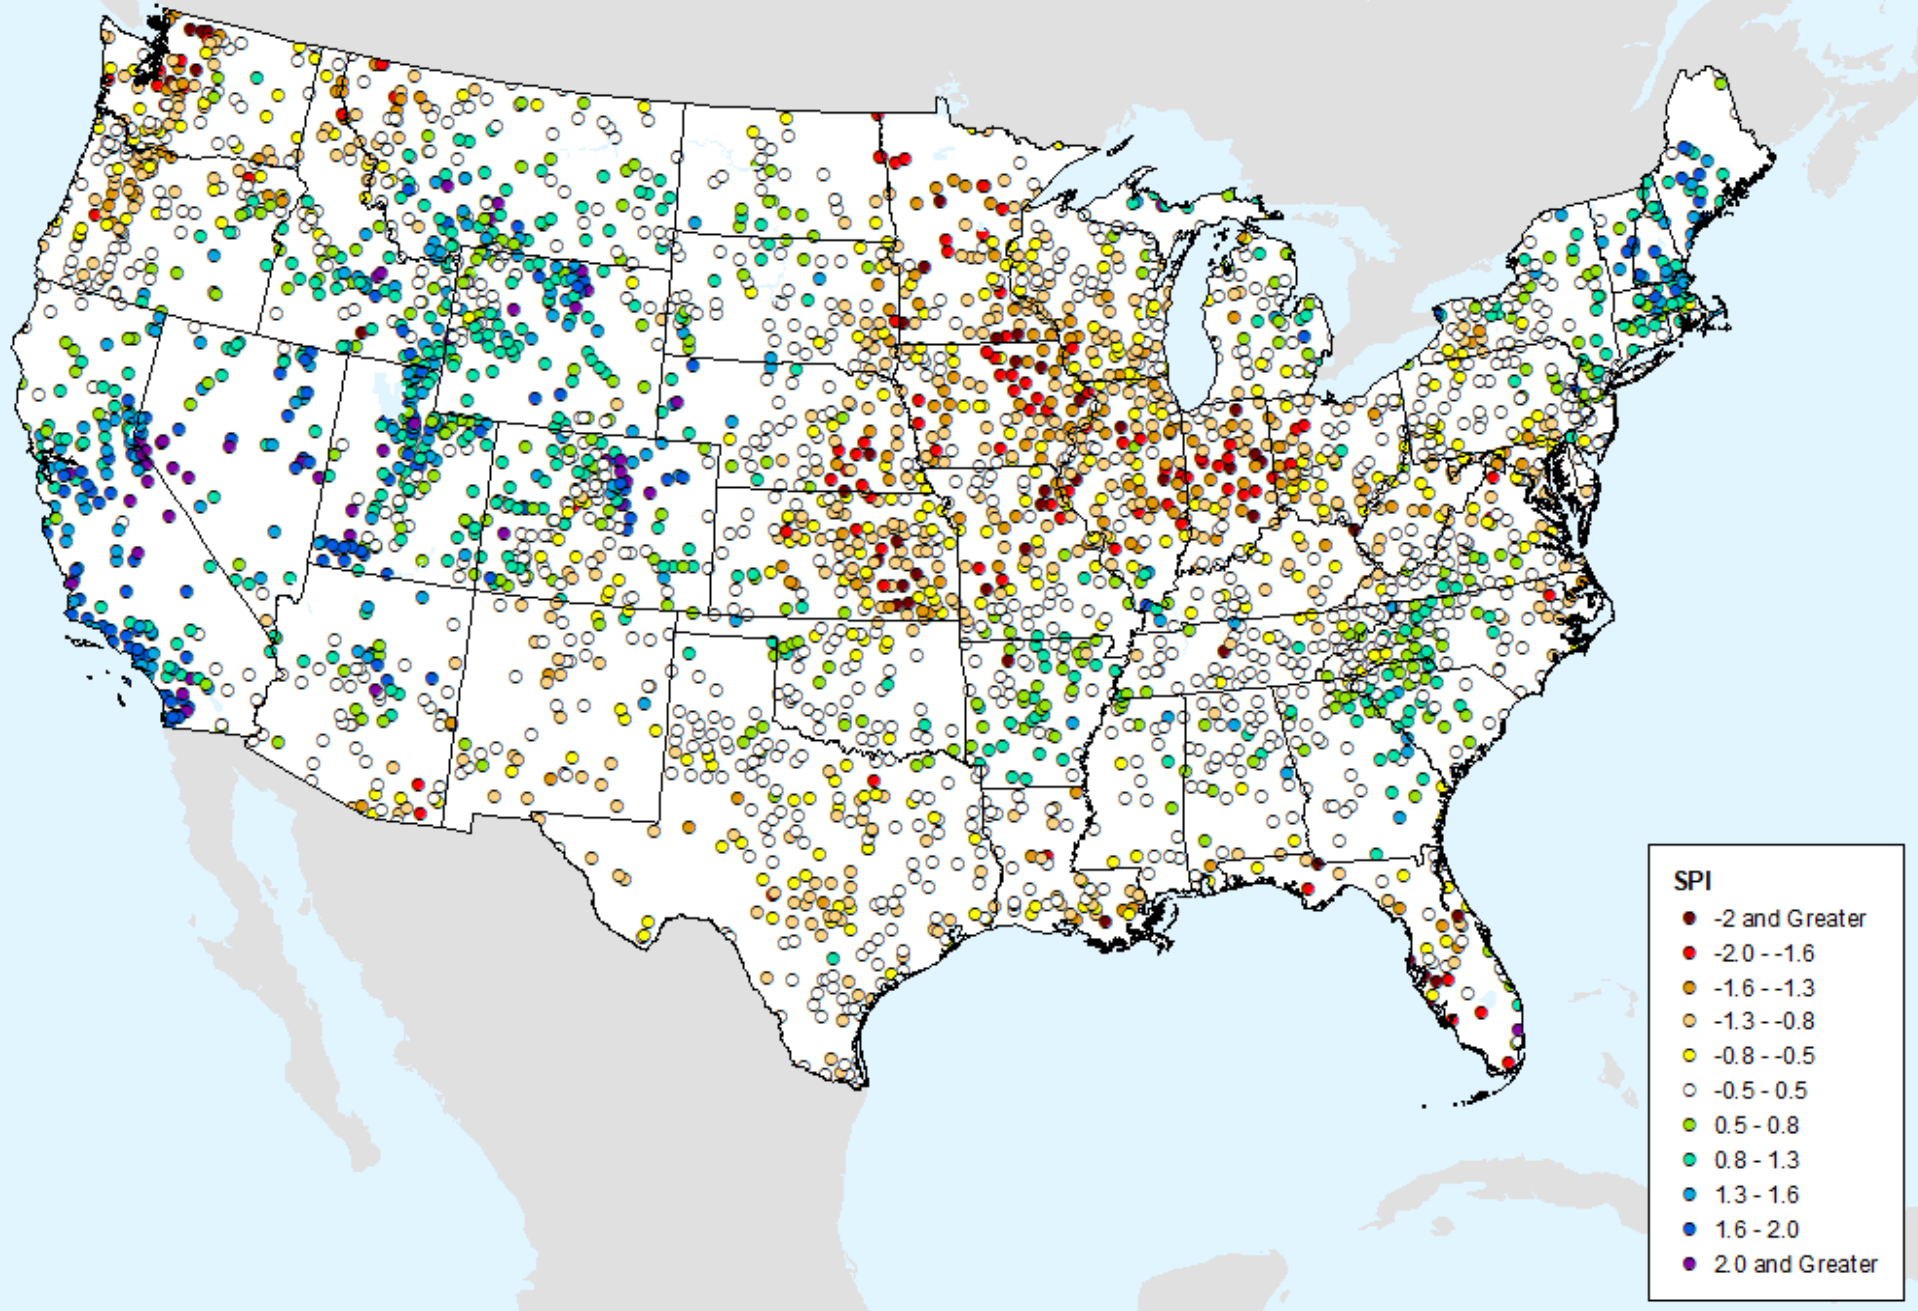 SPI
-2 and Greater
-2.0 - -1.6
-1.6 - -1.3
-1.3 - -0.8
-0.8 - -0.5
-0.5 - 0.5
0.5 - 0.8
0.8 - 1.3
1.3 - 1.6
1.6 - 2.0
2.0 and Greater